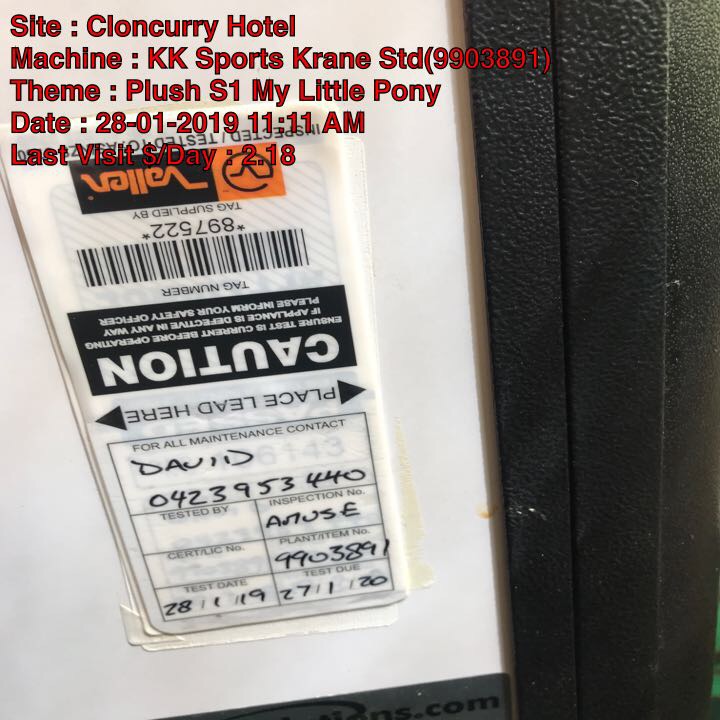 Site : Cloncurry Hotel
Machine : KK Sports Krane Std(9903891)
Theme : Plush S1 My Little Pony
Date : 28-01-2019 11:11 AM
Last Visit $/Day : 2.18
INSPECTED / TESTED TO
Vallen
TAG SUPPLIED BY
*897522*
TAG NUMBER
PLEASE INFORM YOUR SAFETY OFFICER
IF APPLIANCE IS DEFECTIVE IN ANY WAY
ENSURE TEST IS CURRENT BEFORE OPERATING
CAUTION
PLACE LEAD HERE
FOR ALL MAINTENANCE CONTACT
DAVID
0423953440
TESTED BY
INSPECTION No.
AMUSE
CERT/LIC No.
PLANT/ITEM No.
9903891
TEST DATE
TEST DUE
28/1/19
27/1/20